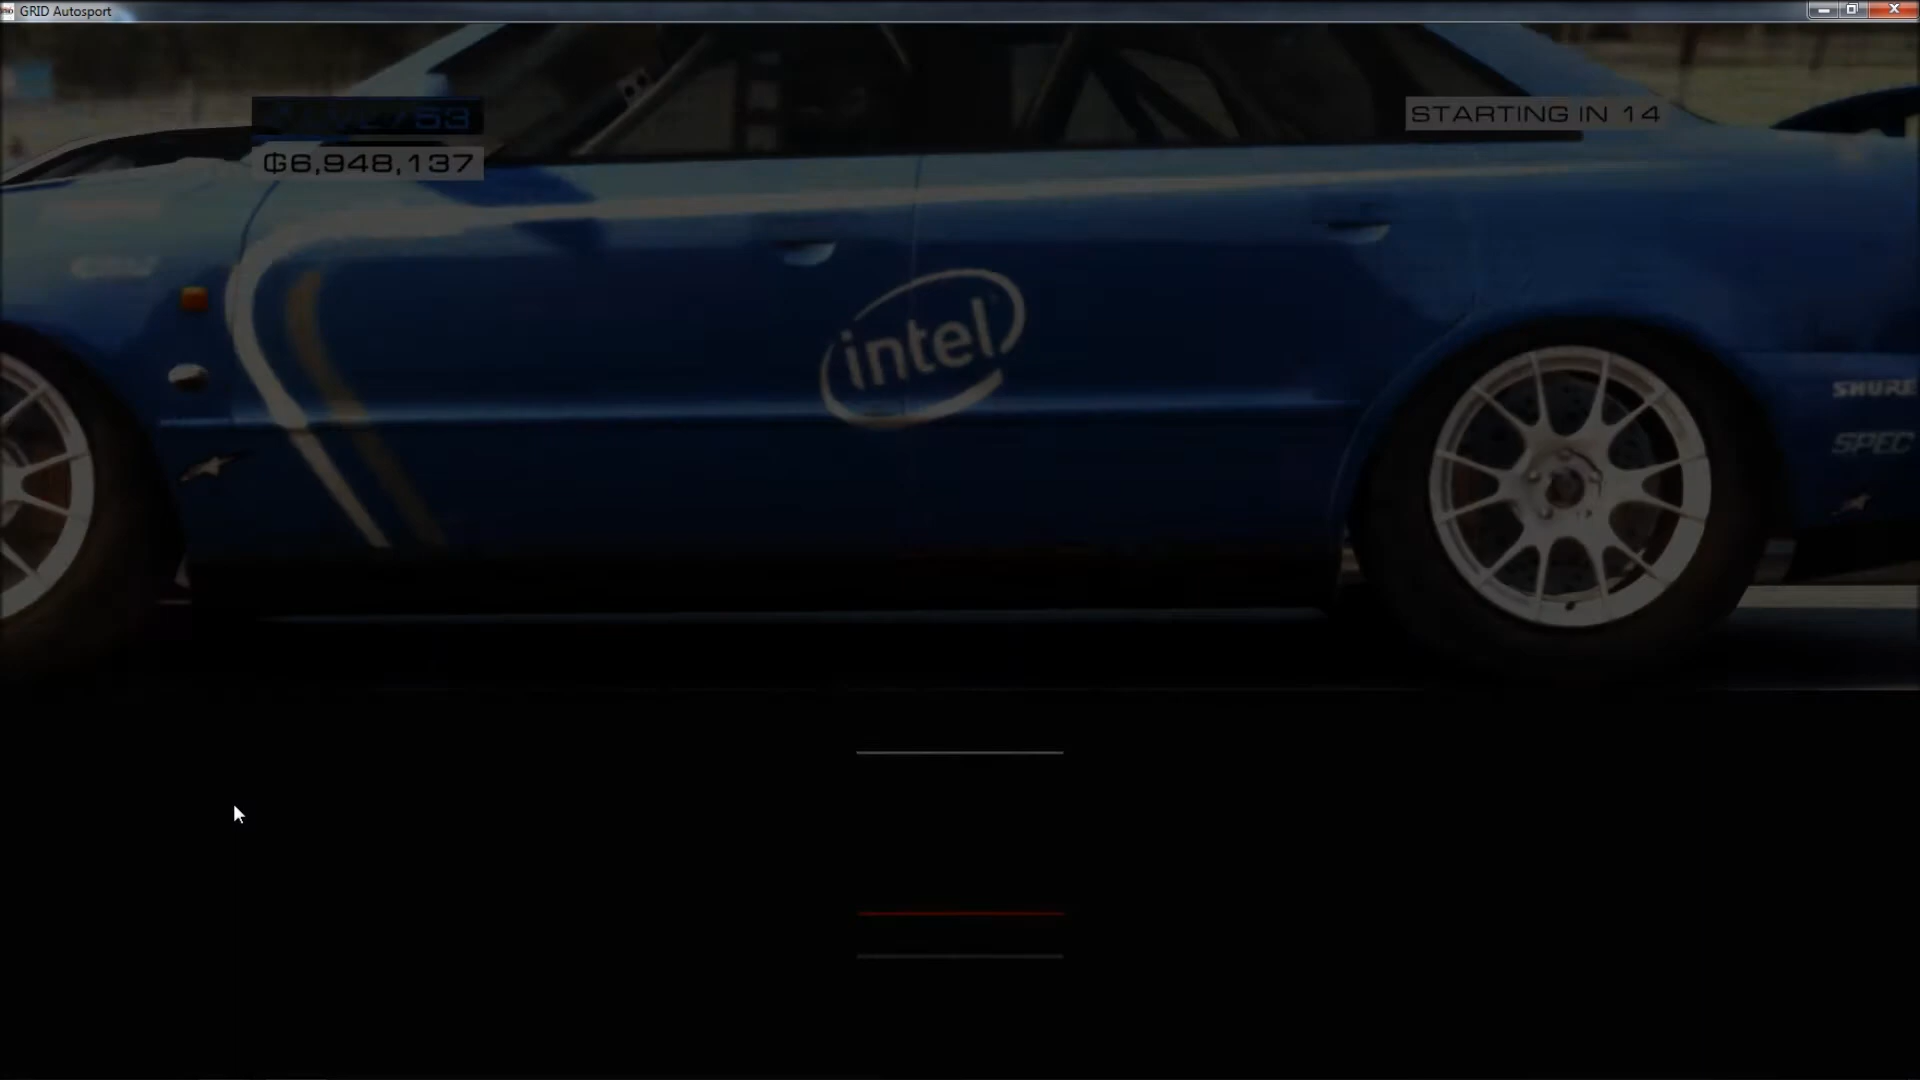 GRID Autosport
STARTING IN 14
₲6,948,137
intel
SHURE
SPEC